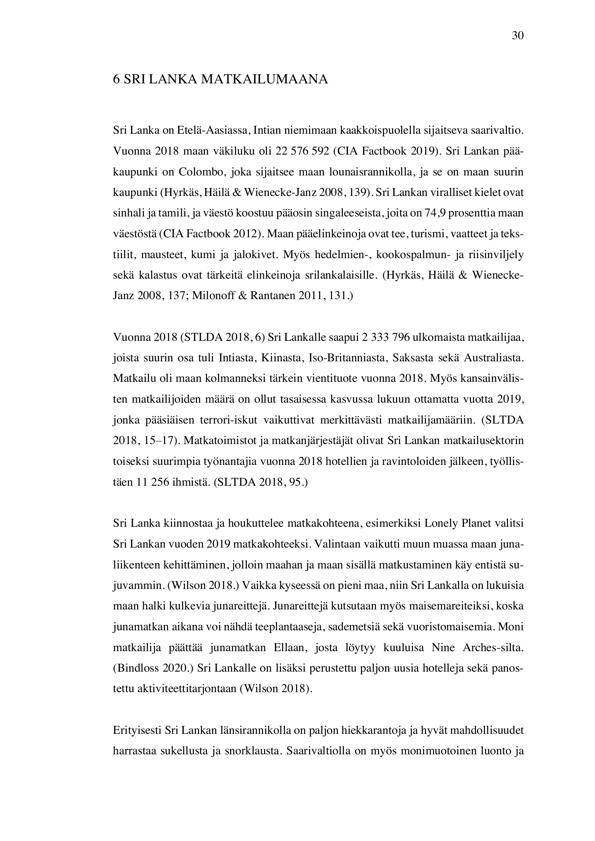 30
6 SRI LANKA MATKAILUMAANA
Sri Lanka on Etelä-Aasiassa, Intian niemimaan kaakkoispuolella sijaitseva saarivaltio.
Vuonna 2018 maan väkiluku oli 22 576 592 (CIA Factbook 2019). Sri Lankan pää-
kaupunki on Colombo, joka sijaitsee maan lounaisrannikolla, ja se on maan suurin
kaupunki (Hyrkäs, Häilä & Wienecke-Janz 2008, 139). Sri Lankan viralliset kielet ovat
sinhali ja tamili, ja väestö koostuu pääosin singaleeseista, joita on 74,9 prosenttia maan
väestöstä (CIA Factbook 2012). Maan pääelinkeinoja ovat tee, turismi, vaatteet ja teks-
tiilit, mausteet, kumi ja jalokivet. Myös hedelmien-, kookospalmun- ja riisinviljely
sekä kalastus ovat tärkeitä elinkeinoja srilankalaisille. (Hyrkäs, Häilä & Wienecke-
Janz 2008, 137; Milonoff & Rantanen 2011, 131.)
Vuonna 2018 (STLDA 2018, 6) Sri Lankalle saapui 2 333 796 ulkomaista matkailijaa,
joista suurin osa tuli Intiasta, Kiinasta, Iso-Britanniasta, Saksasta sekä Australiasta.
Matkailu oli maan kolmanneksi tärkein vientituote vuonna 2018. Myös kansainvälis-
ten matkailijoiden määrä on ollut tasaisessa kasvussa lukuun ottamatta vuotta 2019,
jonka pääsiäisen terrori-iskut vaikuttivat merkittävästi matkailijamääriin. (SLTDA
2018, 15–17). Matkatoimistot ja matkanjärjestäjät olivat Sri Lankan matkailusektorin
toiseksi suurimpia työnantajia vuonna 2018 hotellien ja ravintoloiden jälkeen, työllis-
täen 11 256 ihmistä. (SLTDA 2018, 95.)
Sri Lanka kiinnostaa ja houkuttelee matkakohteena, esimerkiksi Lonely Planet valitsi
Sri Lankan vuoden 2019 matkakohteeksi. Valintaan vaikutti muun muassa maan juna-
liikenteen kehittäminen, jolloin maahan ja maan sisällä matkustaminen käy entistä su-
juvammin. (Wilson 2018.) Vaikka kyseessä on pieni maa, niin Sri Lankalla on lukuisia
maan halki kulkevia junareittejä. Junareittejä kutsutaan myös maisemareiteiksi, koska
junamatkan aikana voi nähdä teeplantaaseja, sademetsiä sekä vuoristomaisemia. Moni
matkailija päättää junamatkan Ellaan, josta löytyy kuuluisa Nine Arches-silta.
(Bindloss 2020.) Sri Lankalle on lisäksi perustettu paljon uusia hotelleja sekä panos-
tettu aktiviteettitarjontaan (Wilson 2018).
Erityisesti Sri Lankan länsirannikolla on paljon hiekkarantoja ja hyvät mahdollisuudet
harrastaa sukellusta ja snorklausta. Saarivaltiolla on myös monimuotoinen luonto ja